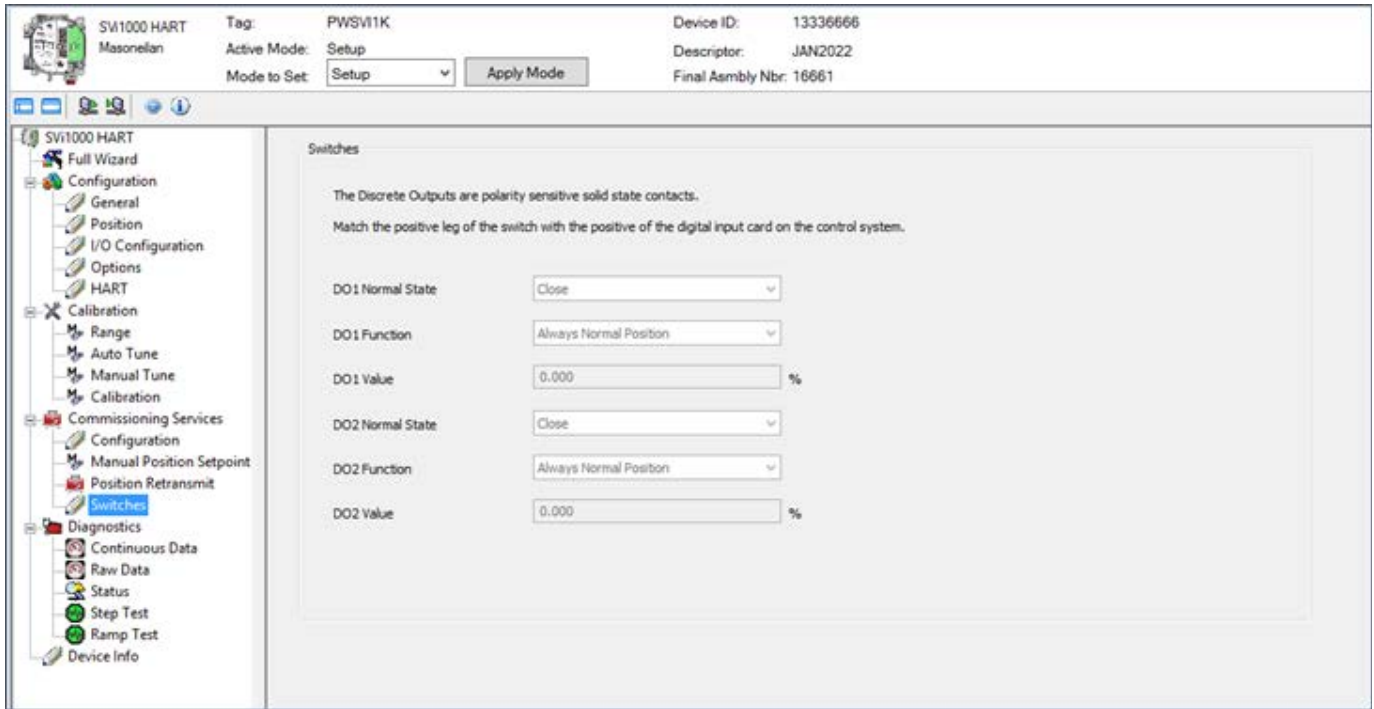 SVi1000 HART
Masoneilan
Tag: PWSVI1K
Active Mode: Setup
Mode to Set: Setup Apply Mode
Device ID: 13336666
Descriptor: JAN2022
Final Asmbly Nbr: 16661
SVi1000 HART
Full Wizard
Configuration
General
Position
I/O Configuration
Options
HART
Calibration
Range
Auto Tune
Manual Tune
Calibration
Commissioning Services
Configuration
Manual Position Setpoint
Position Retransmit
Switches
Diagnostics
Continuous Data
Raw Data
Status
Step Test
Ramp Test
Device Info
Switches
The Discrete Outputs are polarity sensitive solid state contacts.
Match the positive leg of the switch with the positive of the digital input card on the control system.
DO1 Normal State Close
DO1 Function Always Normal Position
DO1 Value 0.000 %
DO2 Normal State Close
DO2 Function Always Normal Position
DO2 Value 0.000 %